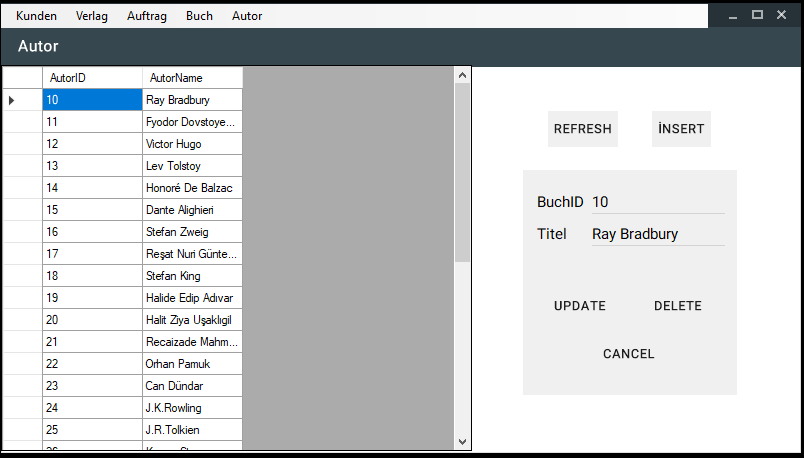 Kunden Verlag Auftrag Buch Autor
Autor
AutorID AutorName
10 Ray Bradbury
11 Fyodor Dovstoye...
12 Victor Hugo
13 Lev Tolstoy
14 Honoré De Balzac
15 Dante Alighieri
16 Stefan Zweig
17 Reşat Nuri Günte...
18 Stefan King
19 Halide Edip Adıvar
20 Halit Ziya Uşaklıgil
21 Recaizade Mahm...
22 Orhan Pamuk
23 Can Dündar
24 J.K.Rowling
25 J.R.Tolkien
REFRESH İNSERT
BuchID 10
Titel Ray Bradbury
UPDATE DELETE
CANCEL